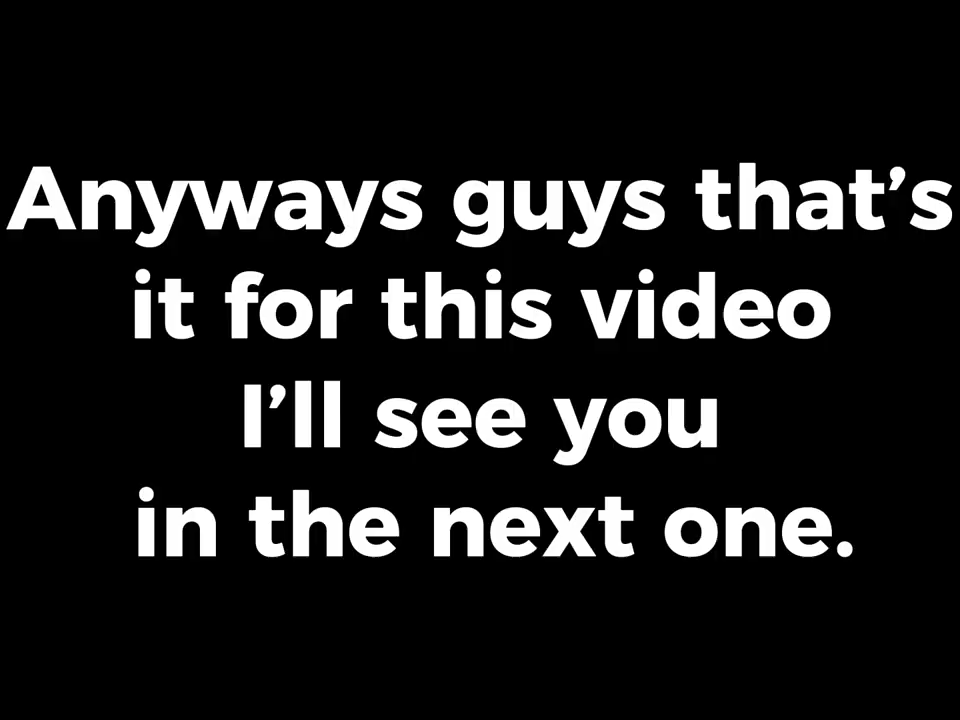 Anyways guys that’s
it for this video
I’ll see you
in the next one.